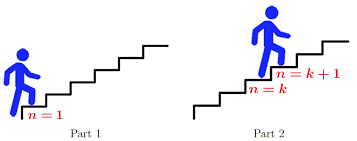 n = 1
Part 1
n = k + 1
n = k
Part 2